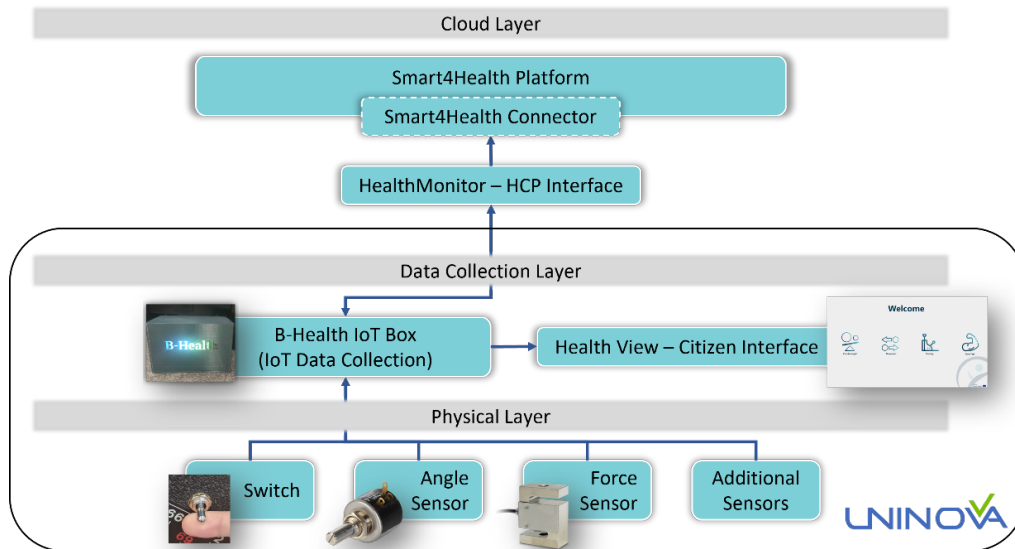 Cloud Layer
Smart4Health Platform
Smart4Health Connector
HealthMonitor – HCP Interface
Data Collection Layer
B-Health
B-Health IoT Box
(IoT Data Collection)
Health View – Citizen Interface
Welcome
Physical Layer
Switch
Angle
Sensor
Force
Sensor
Additional
Sensors
UNINOVA